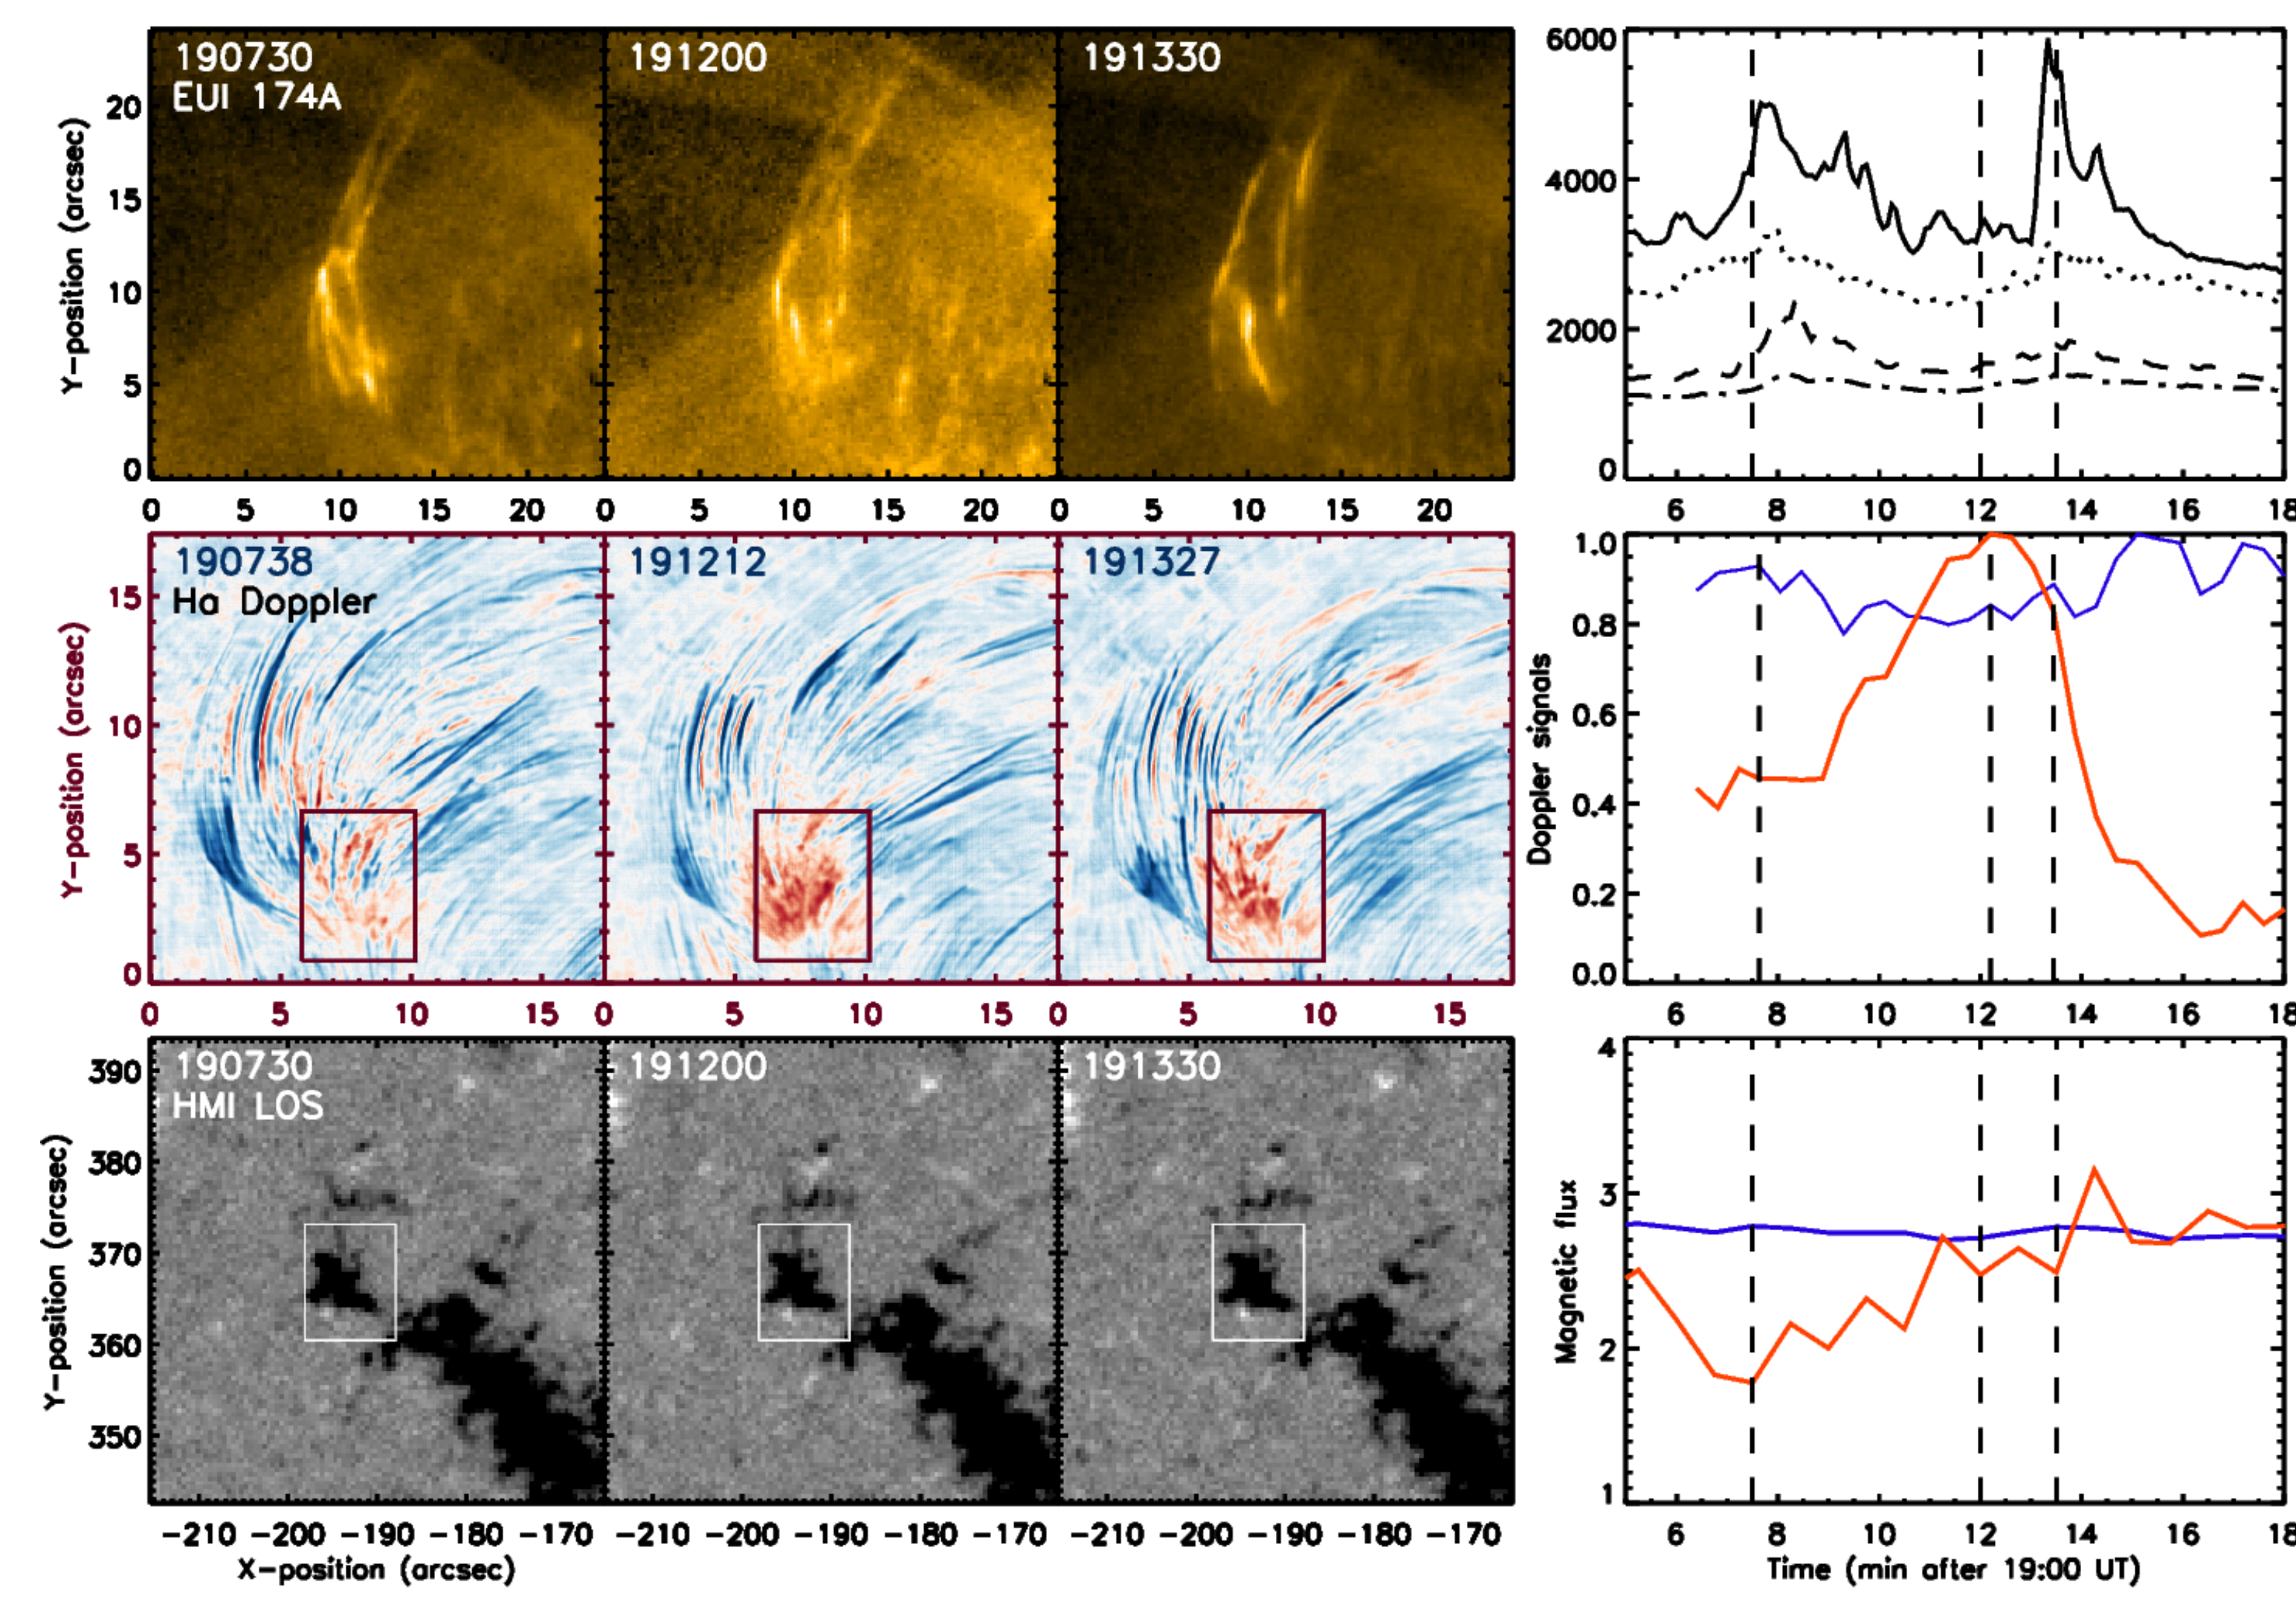 190730
EUI 174A
191200
191330
Y-position (arcsec)
20
15
10
5
0
0 5 10 15 20 0 5 10 15 20 0 5 10 15 20
6000
4000
2000
0
6 8 10 12 14 16 18
190738
Ha Doppler
191212
191327
Y-position (arcsec)
15
10
5
0
0 5 10 15 0 5 10 15 0 5 10 15
Doppler signals
1.0
0.8
0.6
0.4
0.2
0.0
6 8 10 12 14 16 18
190730
HMI LOS
191200
191330
Y-position (arcsec)
390
380
370
360
350
-210 -200 -190 -180 -170 -210 -200 -190 -180 -170 -210 -200 -190 -180 -170
X-position (arcsec)
Magnetic flux
4
3
2
1
6 8 10 12 14 16 18
Time (min after 19:00 UT)